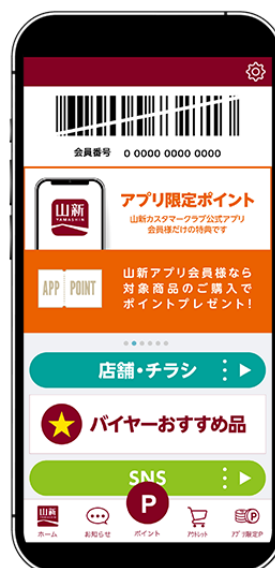 会員番号 0 0000 0000 0000
山新
YAMASHIN
アプリ限定ポイント
山新カスタマークラブ公式アプリ
会員様だけの特典です
APP POINT
山新アプリ会員様なら
対象商品のご購入で
ポイントプレゼント!
店舗・チラシ
バイヤーおすすめ品
SNS
P
山新
ホーム お知らせ ポイント アウトレット アプリ限定P